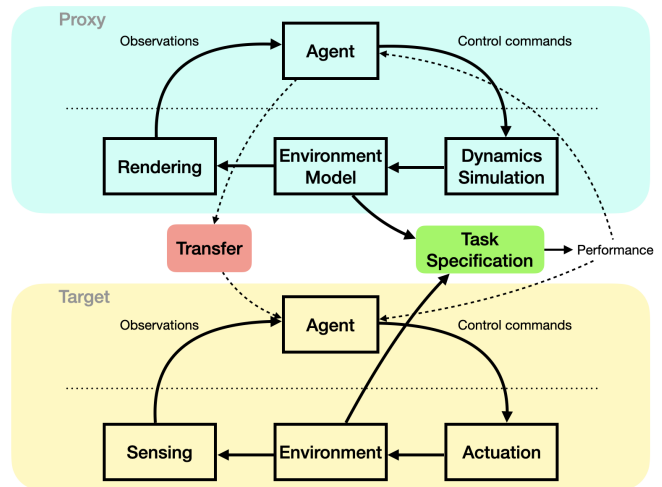 Proxy
Observations
Agent
Control commands
Rendering
Environment
Model
Dynamics
Simulation
Transfer
Task
Specification
Performance
Target
Observations
Agent
Control commands
Sensing
Environment
Actuation